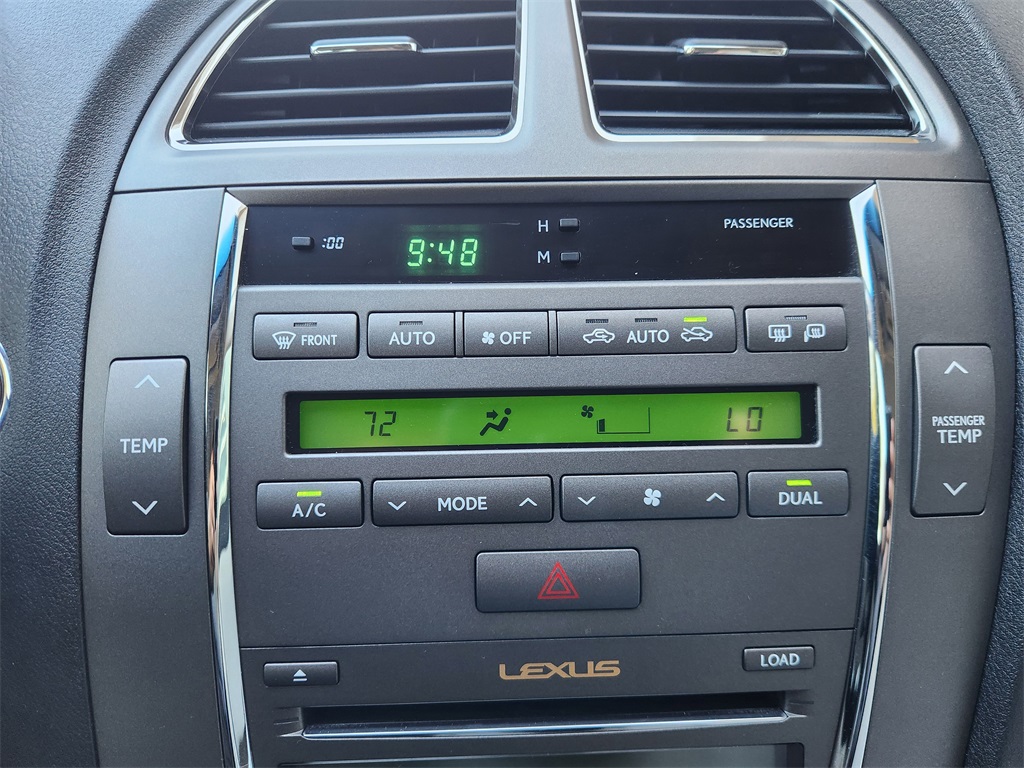 :00 9:48 H PASSENGER
M
FRONT AUTO OFF AUTO
TEMP 72 LO PASSENGER
TEMP
A/C MODE DUAL
LEXUS LOAD